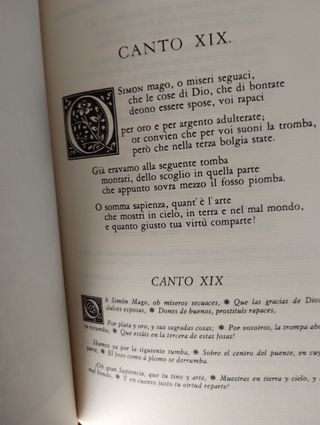 CANTO XIX.
O SIMON mago, o miseri seguaci,
che le cose di Dio, che di bontate
deono essere spose, voi rapaci
per oro e per argento adulterate;
or convien che per voi suoni la tromba,
però che nella terza bolgia state.
Già eravamo alla seguente tomba
montati, dello scoglio in quella parte
che appunto sovra mezzo il fosso piomba.
O somma sapienza, quant' è l' arte
che mostri in cielo, in terra e nel mal mondo,
e quanto giusto tua virtù comparte!
CANTO XIX
Oh Simón Mago, oh míseros secuaces, Que las gracias de Dios
dulces esposas, Dones de buenos, prostituís rapaces,
Por plata y oro, y sus sagradas cosas; Por vosotros, la trompa aho
ra retumba, Que estáis en la tercera de estas fosas!
Íbamos ya por la siguiente tumba, Sobre el centro del puente, en cuy
parte, El foso como á plomo se derrumba.
¡Oh gran Sapiencia, que tu tino y arte, Muestras en tierra y cielo, y
mal hondo, Y en cuanto justo tu virtud reparte!